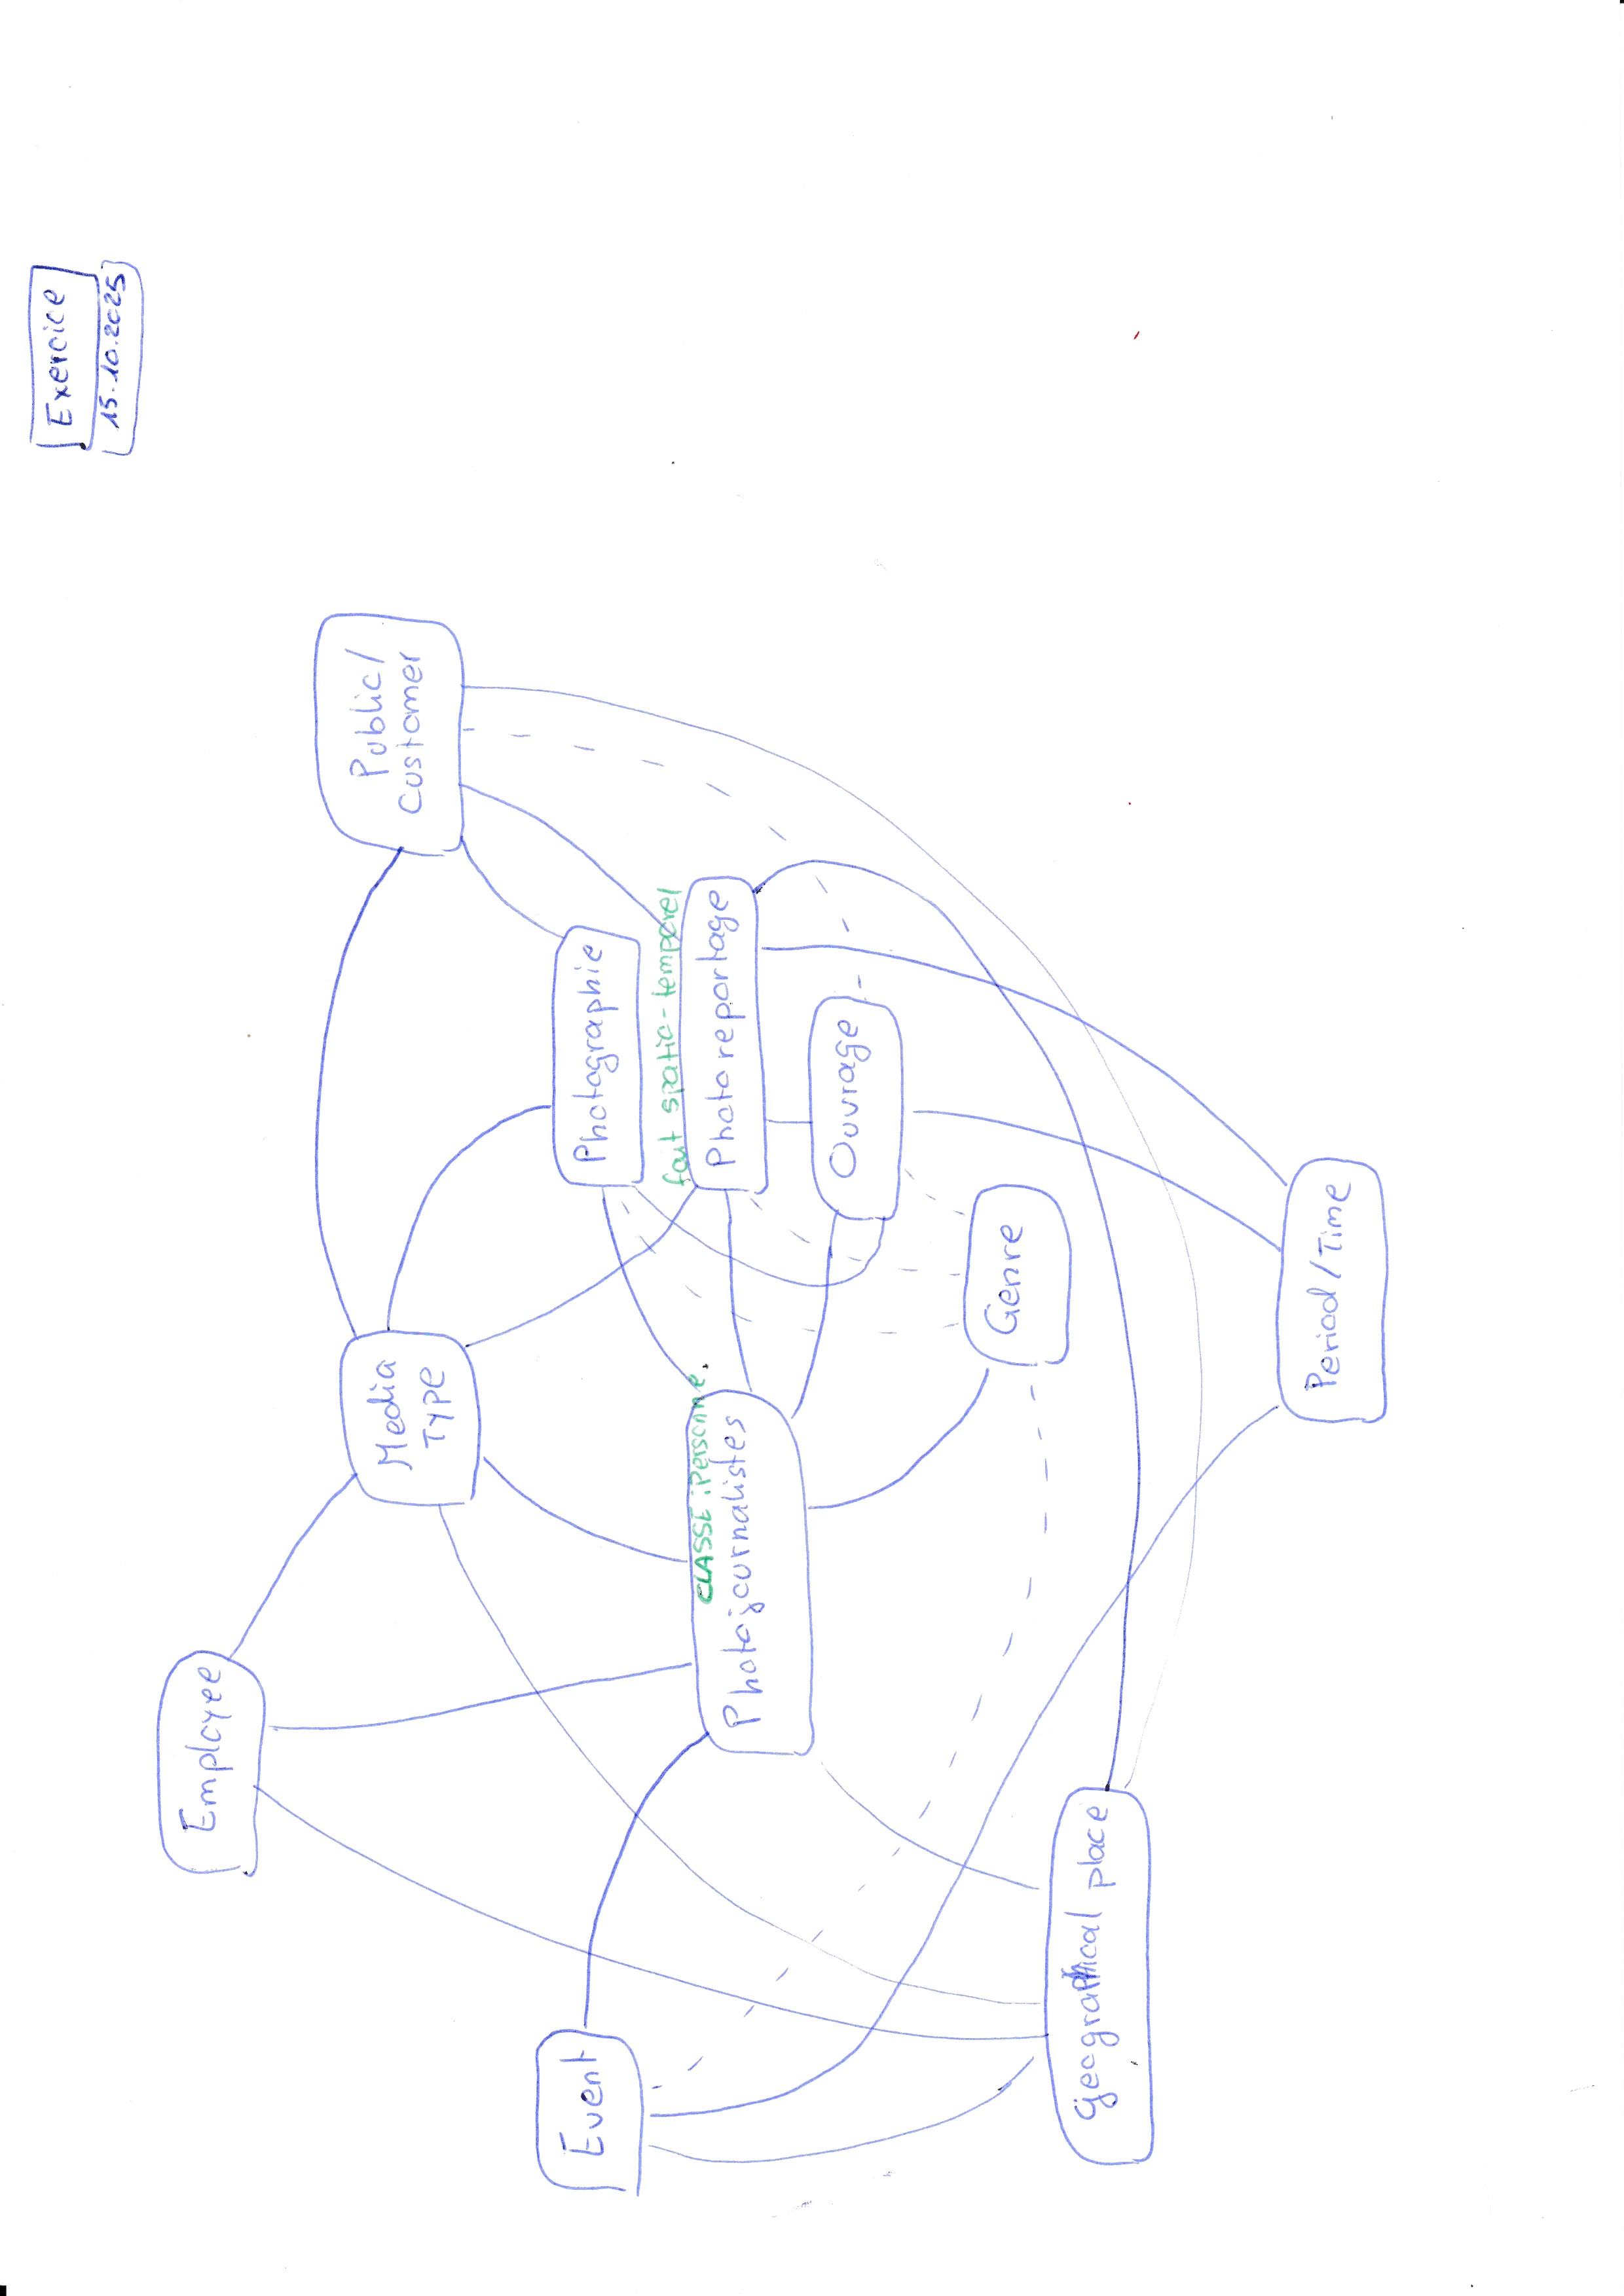 Exercice
15.10.2025
Public/
customer
Employee
Media
Type
Photographie
fait spatio-temporel
Photoreportage
Ouvrage
Event
CLASSE: Personne.
Photojournalistes
Genre
Geographical place
Period/Time